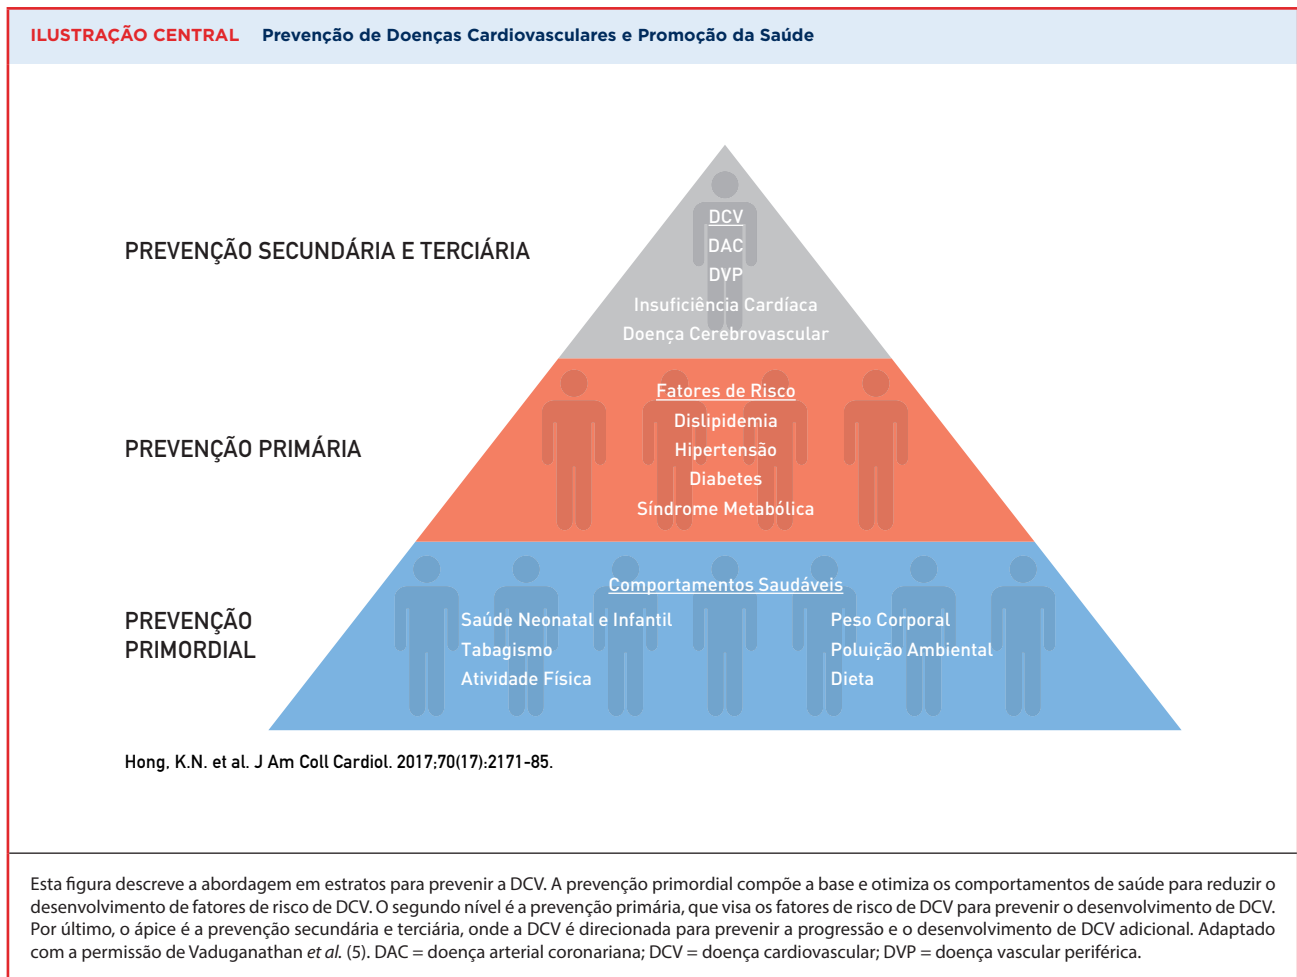 ILUSTRAÇÃO CENTRAL Prevenção de Doenças Cardiovasculares e Promoção da Saúde
PREVENÇÃO SECUNDÁRIA E TERCIÁRIA
DCV
DAC
DVP
Insuficiência Cardíaca
Doença Cerebrovascular
PREVENÇÃO PRIMÁRIA
Fatores de Risco
Dislipidemia
Hipertensão
Diabetes
Síndrome Metabólica
PREVENÇÃO
PRIMORDIAL
Comportamentos Saudáveis
Saúde Neonatal e Infantil
Tabagismo
Atividade Física
Peso Corporal
Poluição Ambiental
Dieta
Hong, K.N. et al. J Am Coll Cardiol. 2017;70(17):2171-85.
Esta figura descreve a abordagem em estratos para prevenir a DCV. A prevenção primordial compõe a base e otimiza os comportamentos de saúde para reduzir o
desenvolvimento de fatores de risco de DCV. O segundo nível é a prevenção primária, que visa os fatores de risco de DCV para prevenir o desenvolvimento de DCV.
Por último, o ápice é a prevenção secundária e terciária, onde a DCV é direcionada para prevenir a progressão e o desenvolvimento de DCV adicional. Adaptado
com a permissão de Vaduganathan et al. (5). DAC = doença arterial coronariana; DCV = doença cardiovascular; DVP = doença vascular periférica.